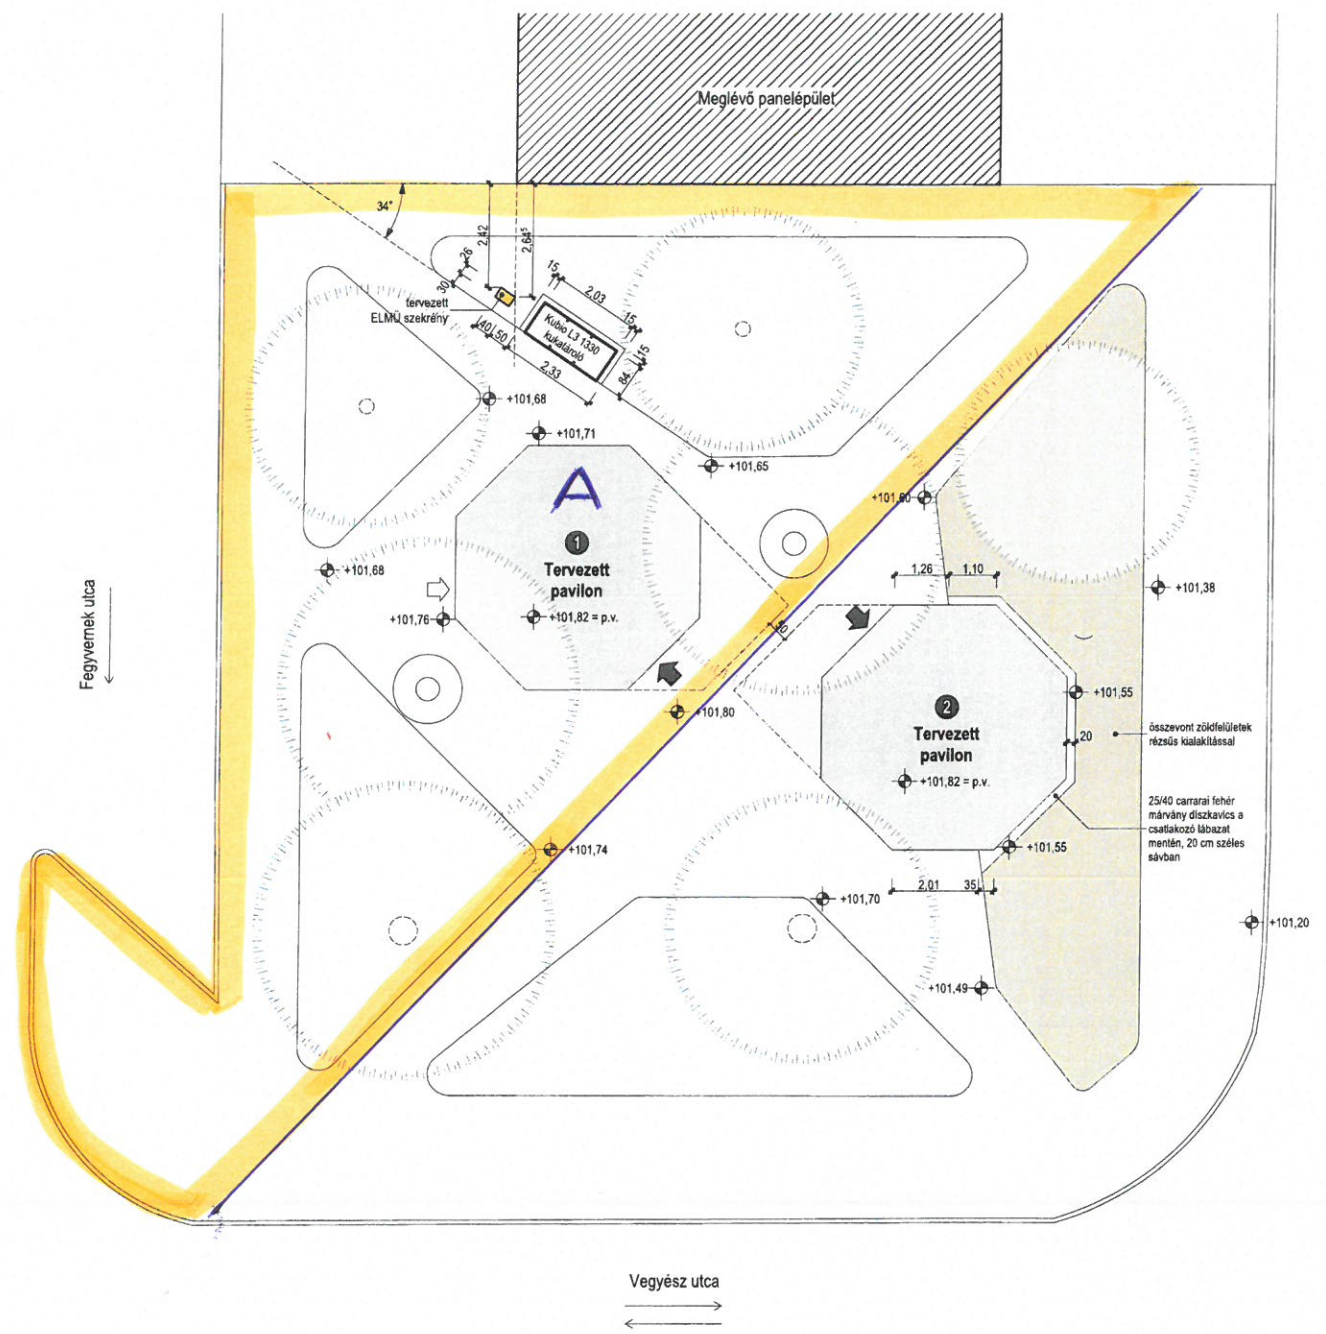 Meglévő panelépület
34°
2,42
2,64⁵
26
30
tervezett
ELMŰ szekrény
15
2,03
15
Kubio L3 1330
kukatároló
15
84
40
50
2,33
+101,68
+101,71
+101,65
A
1
Tervezett
pavilon
+101,82 = p.v.
+101,68
+101,76
+101,60
1,26
1,10
+101,38
Fegyvernek utca
+101,80
2
Tervezett
pavilon
+101,82 = p.v.
+101,55
20
összevont zöldfelületek
rézsűs kialakítással
25/40 carrarai fehér
márvány díszkavics a
csatlakozó lábazat
mentén, 20 cm széles
sávban
+101,74
+101,55
2,01
35
+101,70
+101,20
+101,49
Vegyész utca